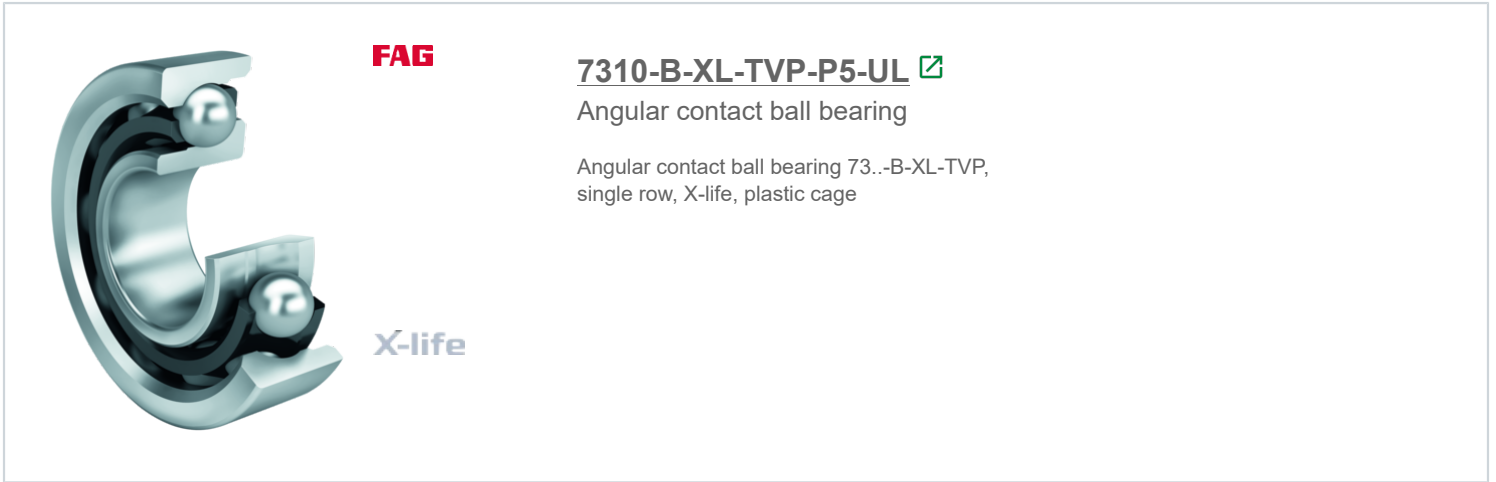 FAG
7310-B-XL-TVP-P5-UL
Angular contact ball bearing
Angular contact ball bearing 73..-B-XL-TVP,
single row, X-life, plastic cage
X-life